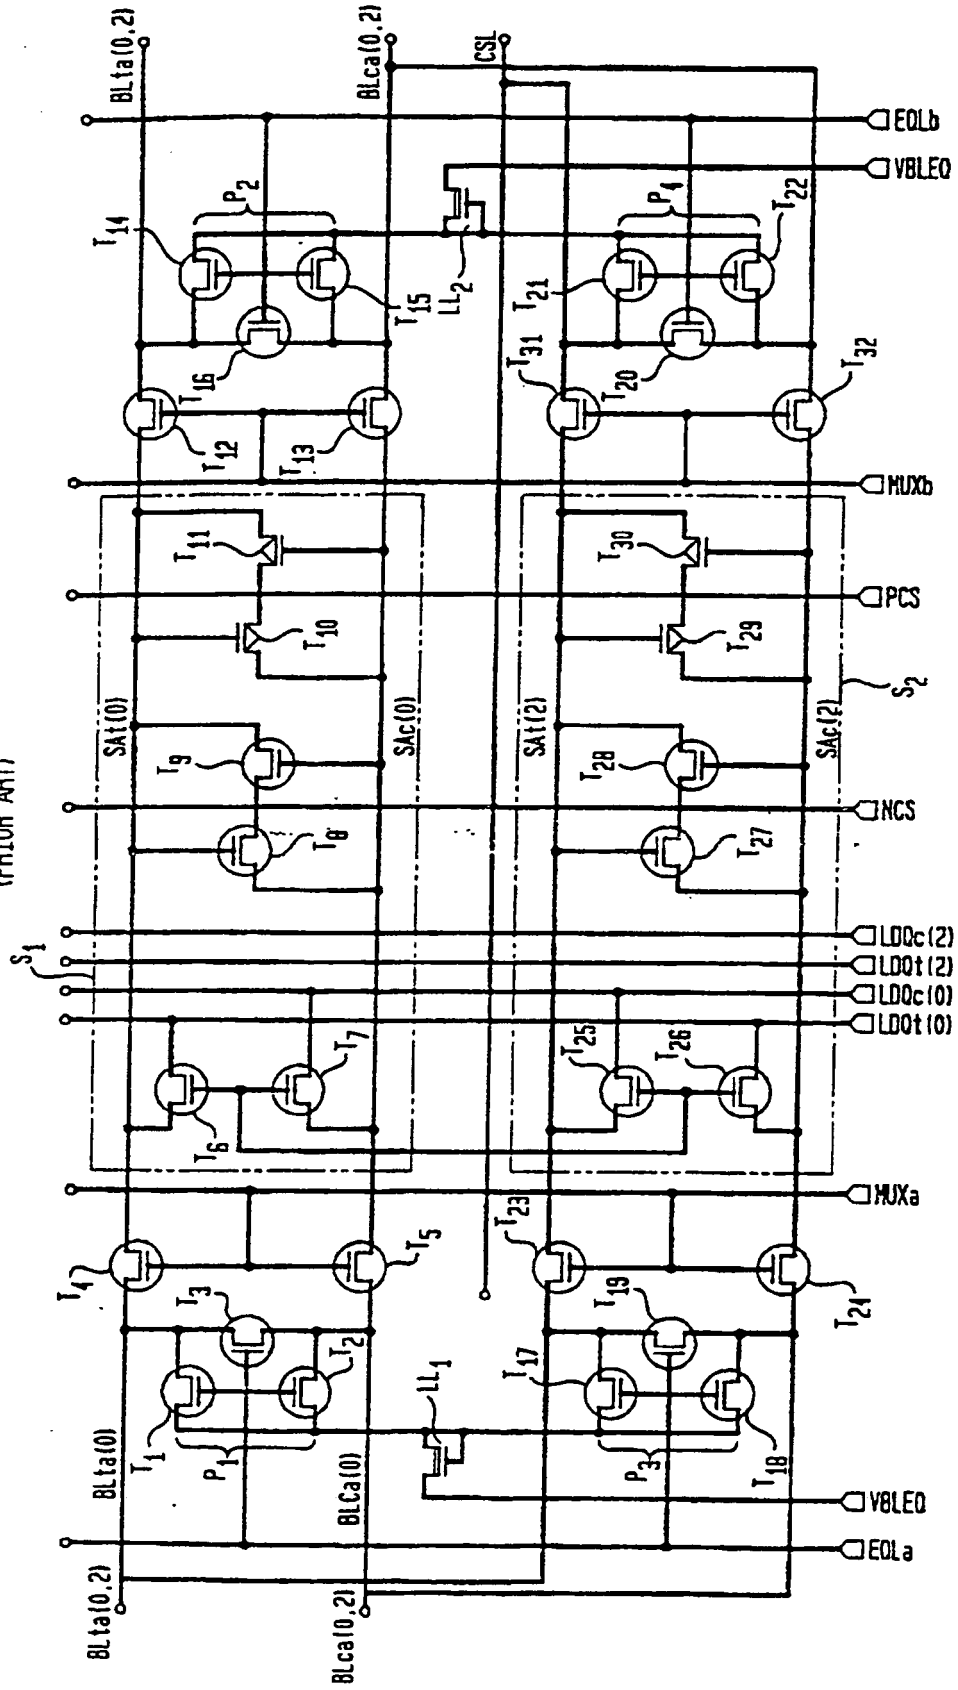 (PRIOR ART)
BLta(0,2)
BLca(0,2)
CSL
EQLb
VBLEQ
P2
P4
T14
T15
LL2
T21
T22
T16
T31
T20
T32
T12
T13
MUXb
T11
T30
PCS
T10
T29
S2
SAt(0)
SAc(0)
SAt(2)
SAc(2)
T9
T28
NCS
T8
T27
S1
LDQc(2)
LDQt(2)
LDQc(0)
LDQt(0)
T7
T25
T26
T6
MUXa
T4
T5
T23
T24
T3
T19
T2
T17
LL1
T1
P1
P3
T18
BLta(0)
BLCa(0)
VBLEQ
EQLa
BLta(0,2)
BLca(0,2)